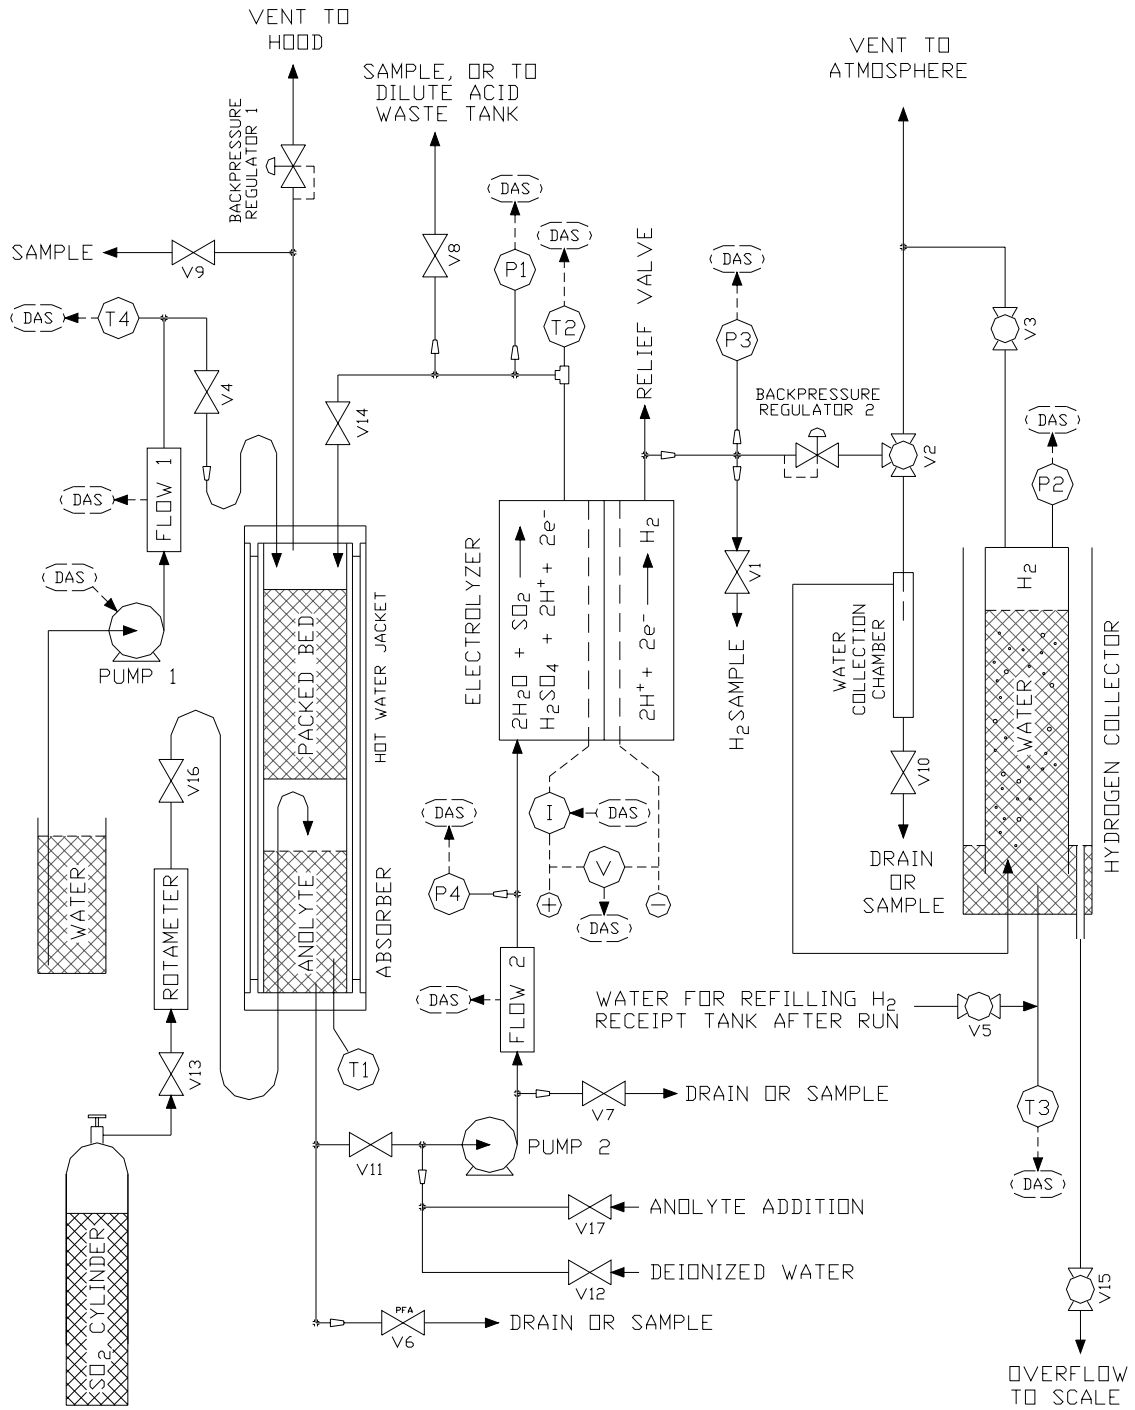 VENT TO
HOOD
SAMPLE, OR TO
DILUTE ACID
WASTE TANK
VENT TO
ATMOSPHERE
BACKPRESSURE
REGULATOR 1
DAS
DAS
DAS
SAMPLE
V9
V8
P1
T2
RELIEF VALVE
P3
V3
DAS
T4
V4
V14
BACKPRESSURE
REGULATOR 2
V2
DAS
P2
DAS
FLOW 1
DAS
PUMP 1
ELECTROLYZER
2H2O + SO2
H2SO4 + 2H+ + 2e-
2H+ + 2e-
H2
V1
H2SAMPLE
H2
WATER
HYDROGEN COLLECTOR
WATER
COLLECTION
CHAMBER
PACKED BED
HOT WATER JACKET
V16
V10
DAS
P4
I
DAS
V
+
−
DAS
DRAIN
OR
SAMPLE
WATER
ROTAMETER
ANOLYTE
ABSORBER
DAS
FLOW 2
WATER FOR REFILLING H2
RECEIPT TANK AFTER RUN
V5
V13
T1
V7
DRAIN OR SAMPLE
T3
DAS
PUMP 2
V11
V17
ANOLYTE ADDITION
V12
DEIONIZED WATER
PFA
V6
DRAIN OR SAMPLE
SO2 CYLINDER
V15
OVERFLOW
TO SCALE